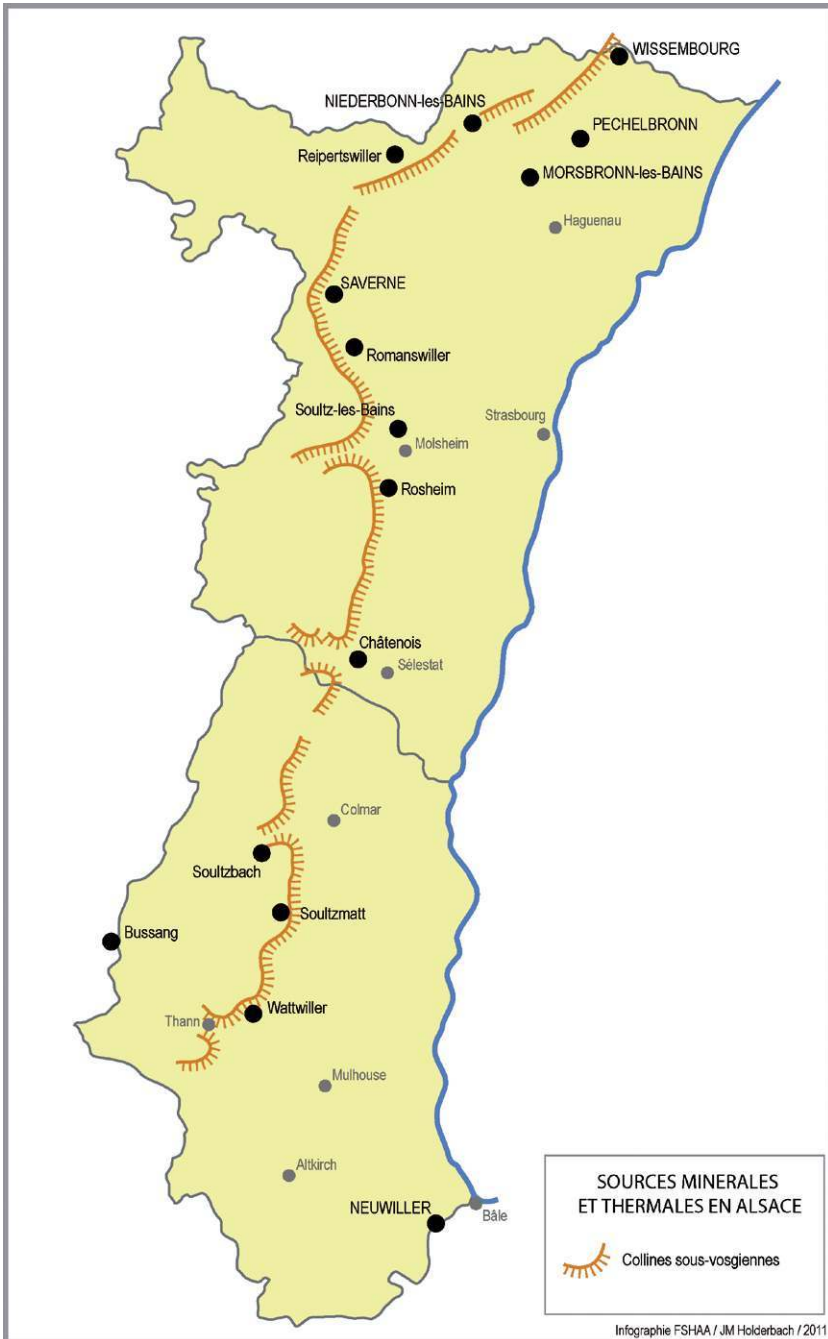 WISSEMBOURG
NIEDERBONN-les-BAINS
PECHELBRONN
Reipertswiller
MORSBRONN-les-BAINS
Haguenau
SAVERNE
Romanswiller
Soultz-les-Bains
Strasbourg
Molsheim
Rosheim
Châtenois
Sélestat
Colmar
Soultzbach
Soultzmatt
Bussang
Wattwiller
Thann
Mulhouse
Altkirch
NEUWILLER
Bâle
SOURCES MINERALES
ET THERMALES EN ALSACE
Collines sous-vosgiennes
Infographie FSHAA / JM Holderbach / 2011